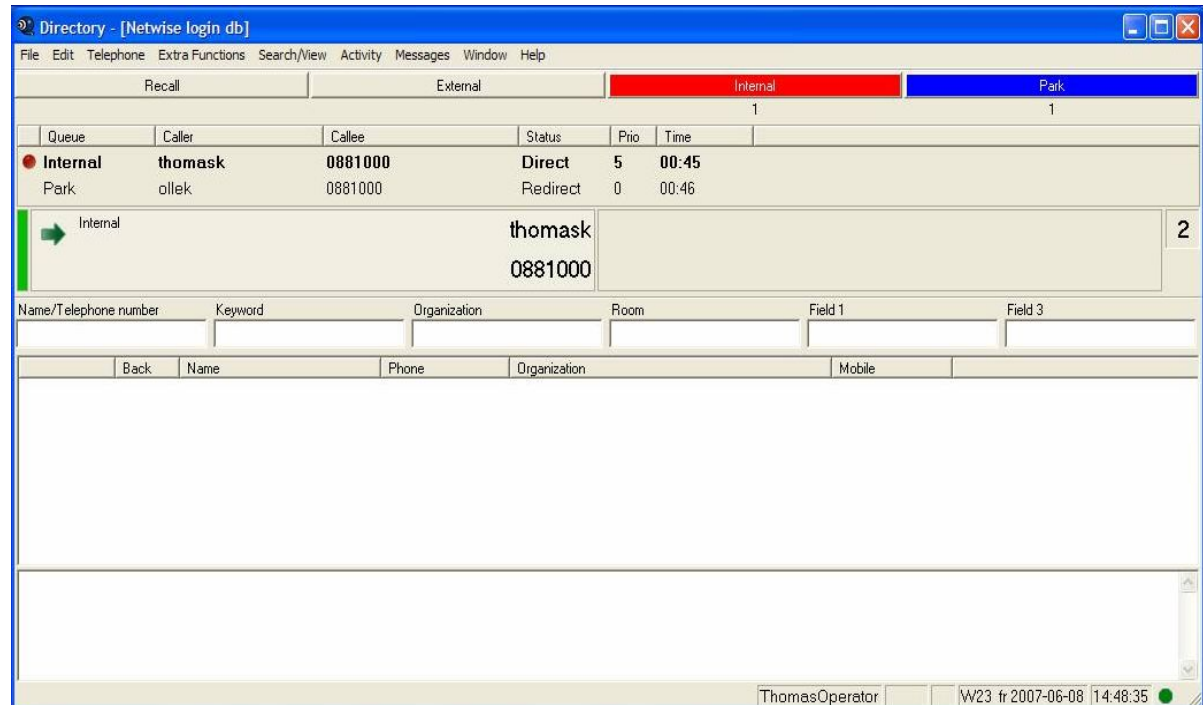 Directory - [Netwise login db]
File Edit Telephone Extra Functions Search/View Activity Messages Window Help
Recall External Internal Park
1 1
Queue Caller Callee Status Prio Time
Internal thomask 0881000 Direct 5 00:45
Park ollek 0881000 Redirect 0 00:46
Internal thomask 2
0881000
Name/Telephone number Keyword Organization Room Field 1 Field 3
Back Name Phone Organization Mobile
ThomasOperator W23 fr 2007-06-08 14:48:35